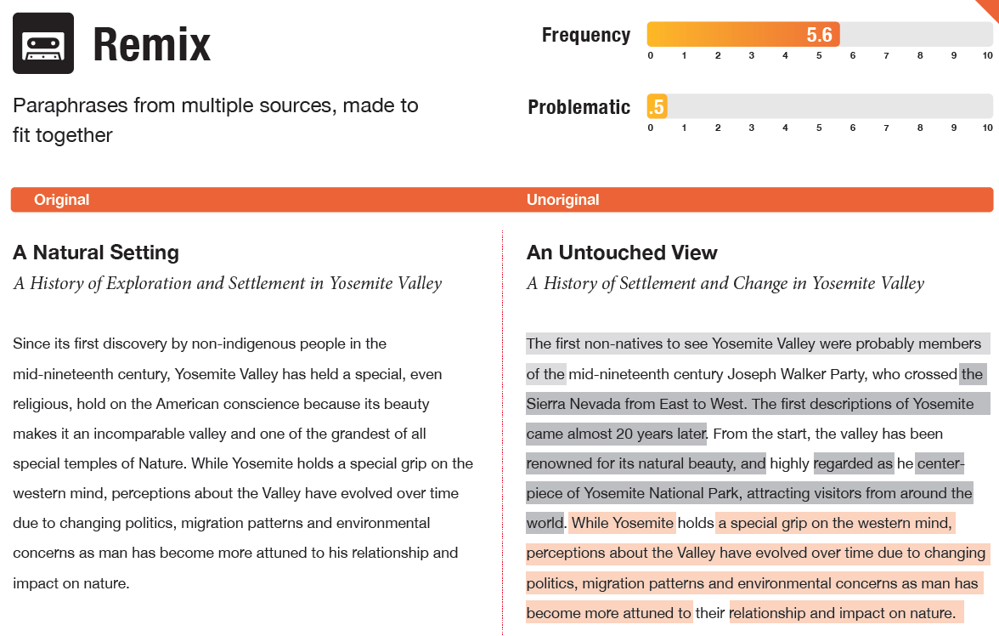 Remix
Paraphrases from multiple sources, made to
fit together
Frequency
5.6
0 1 2 3 4 5 6 7 8 9 10
Problematic
.5
0 1 2 3 4 5 6 7 8 9 10
Original
Unoriginal
A Natural Setting
A History of Exploration and Settlement in Yosemite Valley
Since its first discovery by non-indigenous people in the
mid-nineteenth century, Yosemite Valley has held a special, even
religious, hold on the American conscience because its beauty
makes it an incomparable valley and one of the grandest of all
special temples of Nature. While Yosemite holds a special grip on the
western mind, perceptions about the Valley have evolved over time
due to changing politics, migration patterns and environmental
concerns as man has become more attuned to his relationship and
impact on nature.
An Untouched View
A History of Settlement and Change in Yosemite Valley
The first non-natives to see Yosemite Valley were probably members
of the mid-nineteenth century Joseph Walker Party, who crossed the
Sierra Nevada from East to West. The first descriptions of Yosemite
came almost 20 years later. From the start, the valley has been
renowned for its natural beauty, and highly regarded as he center-
piece of Yosemite National Park, attracting visitors from around the
world. While Yosemite holds a special grip on the western mind,
perceptions about the Valley have evolved over time due to changing
politics, migration patterns and environmental concerns as man has
become more attuned to their relationship and impact on nature.